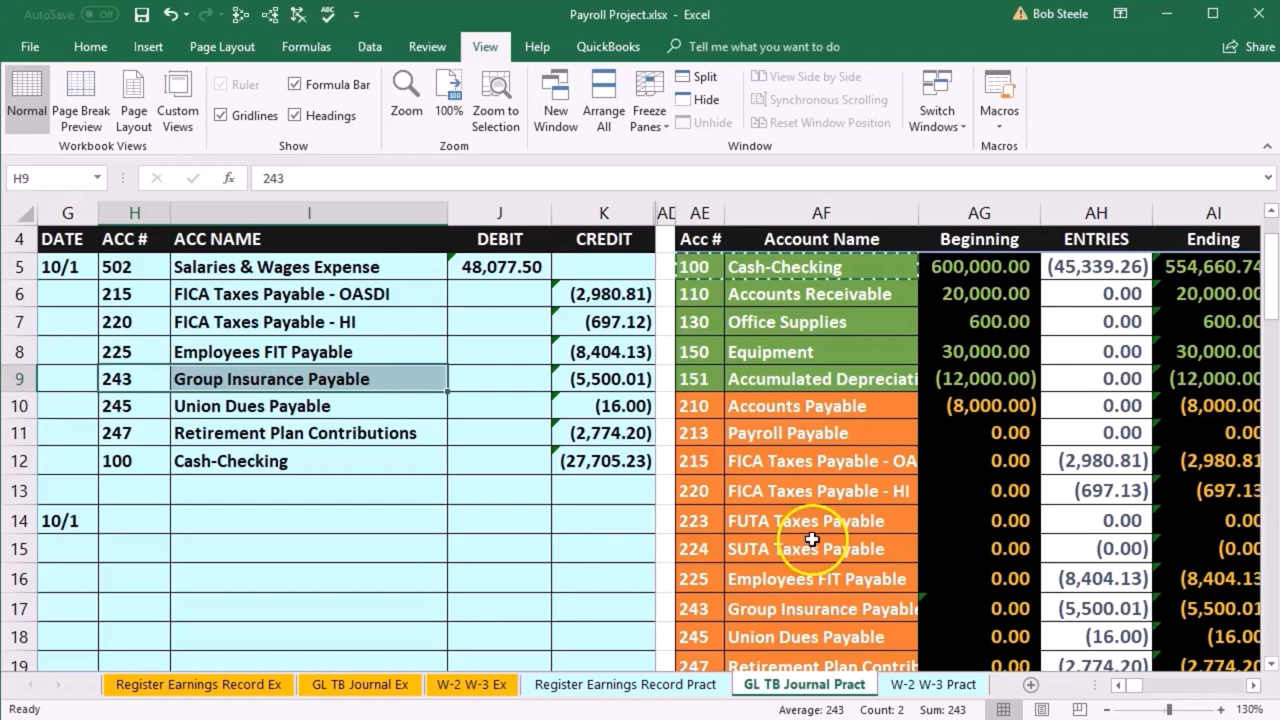 AutoSave Off Payroll Project.xlsx - Excel Bob Steele
File Home Insert Page Layout Formulas Data Review View Help QuickBooks Tell me what you want to do Share
Normal Page Break Preview Page Layout Custom Views
Workbook Views
Ruler Formula Bar
Gridlines Headings
Show
Zoom 100% Zoom to Selection
Zoom
New Window Arrange All Freeze Panes
Split
Hide
Unhide
View Side by Side
Synchronous Scrolling
Reset Window Position
Switch Windows
Window
Macros
Macros
H9 fx 243
G H I J K AD AE AF AG AH AI
4 DATE ACC # ACC NAME DEBIT CREDIT Acc # Account Name Beginning ENTRIES Ending
5 10/1 502 Salaries & Wages Expense 48,077.50 100 Cash-Checking 600,000.00 (45,339.26) 554,660.74
6 215 FICA Taxes Payable - OASDI (2,980.81) 110 Accounts Receivable 20,000.00 0.00 20,000.00
7 220 FICA Taxes Payable - HI (697.12) 130 Office Supplies 600.00 0.00 600.00
8 225 Employees FIT Payable (8,404.13) 150 Equipment 30,000.00 0.00 30,000.00
9 243 Group Insurance Payable (5,500.01) 151 Accumulated Depreciati (12,000.00) 0.00 (12,000.00
10 245 Union Dues Payable (16.00) 210 Accounts Payable (8,000.00) 0.00 (8,000.00
11 247 Retirement Plan Contributions (2,774.20) 213 Payroll Payable 0.00 0.00 0.00
12 100 Cash-Checking (27,705.23) 215 FICA Taxes Payable - OA 0.00 (2,980.81) (2,980.81
13 220 FICA Taxes Payable - HI 0.00 (697.13) (697.13
14 10/1 223 FUTA Taxes Payable 0.00 0.00 0.00
15 224 SUTA Taxes Payable 0.00 (0.00) (0.00
16 225 Employees FIT Payable 0.00 (8,404.13) (8,404.13
17 243 Group Insurance Payable 0.00 (5,500.01) (5,500.01
18 245 Union Dues Payable 0.00 (16.00) (16.00
19 247 Retirement Plan Contrib 0.00 (2,774.20) (2,774.20
Register Earnings Record Ex GL TB Journal Ex W-2 W-3 Ex Register Earnings Record Pract GL TB Journal Pract W-2 W-3 Pract
Ready Average: 243 Count: 2 Sum: 243 130%